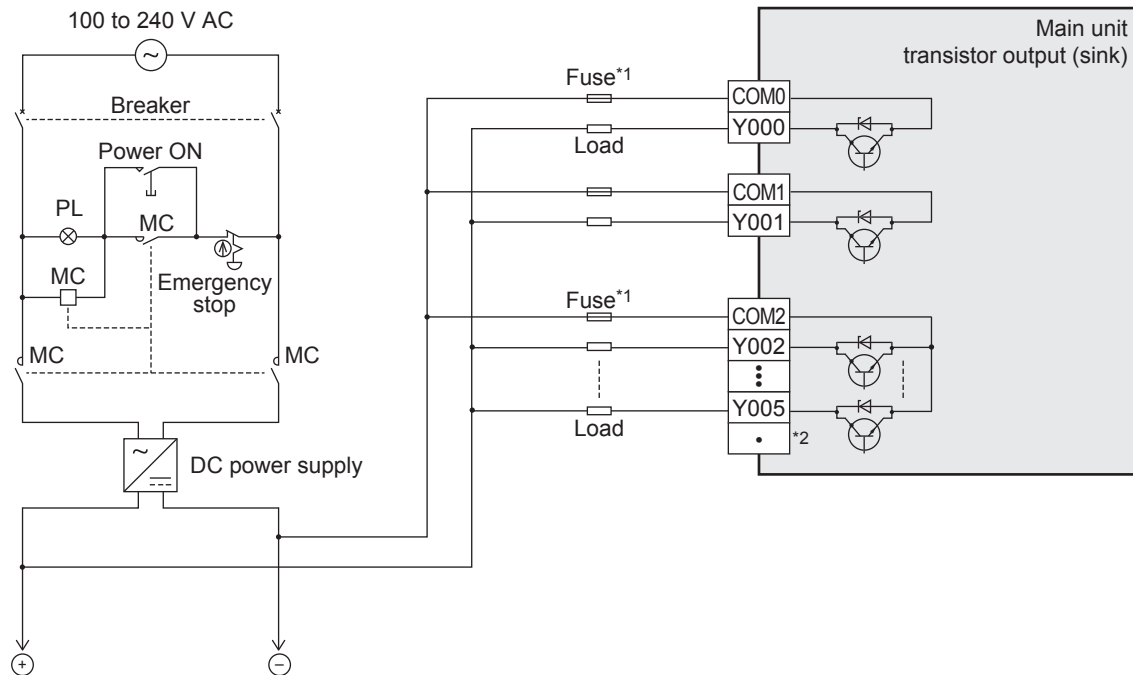 100 to 240 V AC
~
Breaker
Power ON
PL
MC
MC
Emergency
stop
MC
MC
~
DC power supply
+
−
Main unit
transistor output (sink)
Fuse*1
COM0
Y000
Load
COM1
Y001
Fuse*1
COM2
Y002
Y005
Load
*2